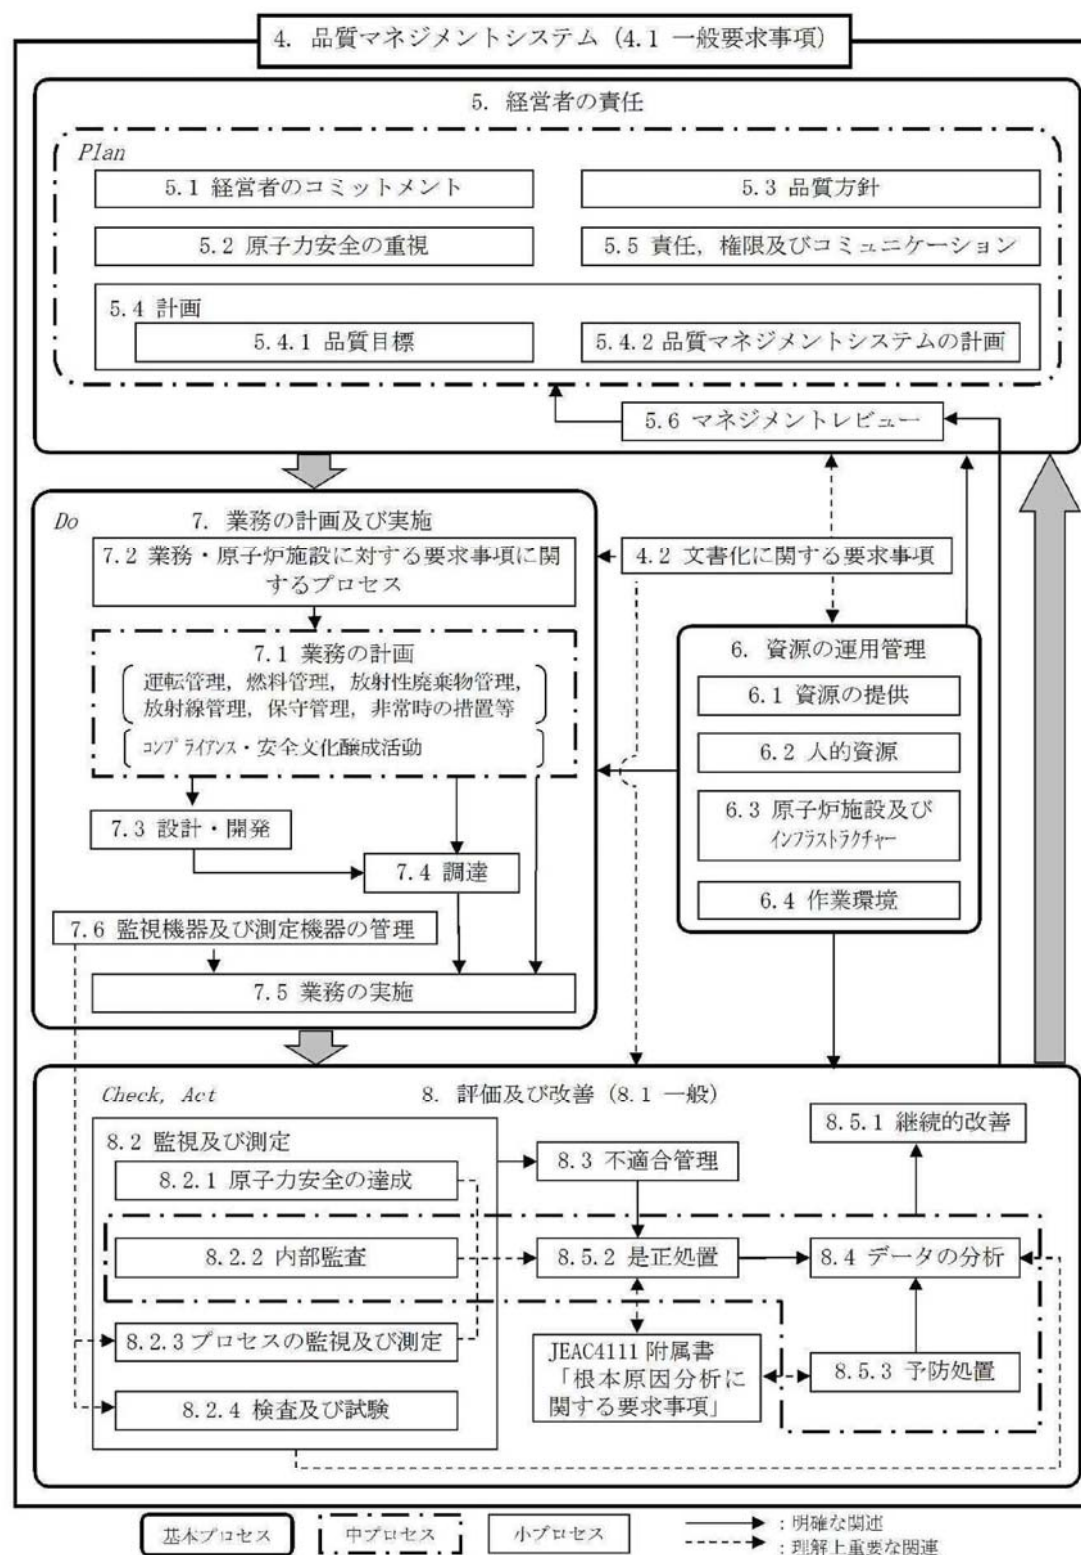 4. 品質マネジメントシステム (4.1 一般要求事項)
5. 経営者の責任
Plan
5.1 経営者のコミットメント
5.3 品質方針
5.2 原子力安全の重視
5.5 責任, 権限及びコミュニケーション
5.4 計画
5.4.1 品質目標
5.4.2 品質マネジメントシステムの計画
5.6 マネジメントレビュー
Do
7. 業務の計画及び実施
7.2 業務・原子炉施設に対する要求事項に関
するプロセス
4.2 文書化に関する要求事項
7.1 業務の計画
運転管理, 燃料管理, 放射性廃棄物管理,
放射線管理, 保守管理, 非常時の措置等
コンプライアンス・安全文化醸成活動
7.3 設計・開発
7.4 調達
7.6 監視機器及び測定機器の管理
7.5 業務の実施
6. 資源の運用管理
6.1 資源の提供
6.2 人的資源
6.3 原子炉施設及び
インフラストラクチャー
6.4 作業環境
Check, Act
8. 評価及び改善 (8.1 一般)
8.2 監視及び測定
8.2.1 原子力安全の達成
8.2.2 内部監査
8.2.3 プロセスの監視及び測定
8.2.4 検査及び試験
8.3 不適合管理
8.5.1 継続的改善
8.5.2 是正処置
8.4 データの分析
JEAC4111 附属書
「根本原因分析に
関する要求事項」
8.5.3 予防処置
基本プロセス
中プロセス
小プロセス
:明確な関連
:理解上重要な関連